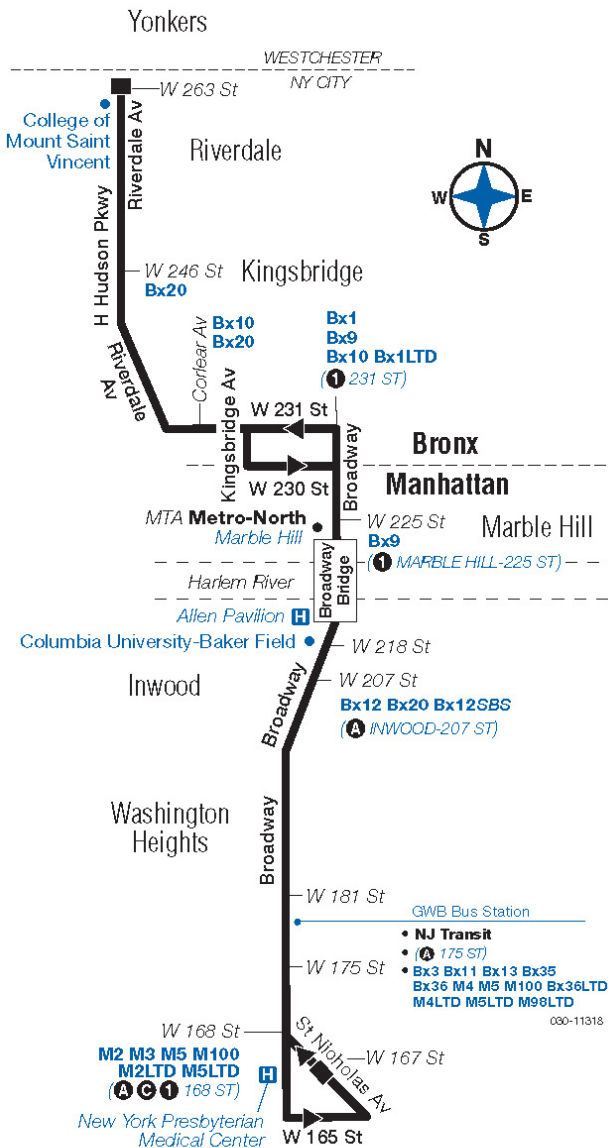 Yonkers
WESTCHESTER
NY CITY
W 263 St
College of
Mount Saint
Vincent
Riverdale Av
Riverdale
N
W
E
S
H Hudson Pkwy
W 246 St
Bx20
Kingsbridge
Riverdale
Av
Corlear Av
Bx10
Bx20
Kingsbridge Av
Bx1
Bx9
Bx10 Bx1LTD
(1 231 ST)
W 231 St
W 230 St
Broadway
Bronx
Manhattan
MTA Metro-North
Marble Hill
W 225 St
Bx9
(1 MARBLE HILL-225 ST)
Marble Hill
Harlem River
Broadway
Bridge
Allen Pavilion H
Columbia University-Baker Field
W 218 St
Inwood
Broadway
W 207 St
Bx12 Bx20 Bx12SBS
(A INWOOD-207 ST)
Washington
Heights
Broadway
W 181 St
GWB Bus Station
• NJ Transit
• (A 175 ST)
• Bx3 Bx11 Bx13 Bx35
Bx36 M4 M5 M100 Bx36LTD
M4LTD M5LTD M98LTD
W 175 St
030-11318
W 168 St
M2 M3 M5 M100
M2LTD M5LTD
(A C 1 168 ST)
St Nicholas Av
W 167 St
H
New York Presbyterian
Medical Center
W 165 St